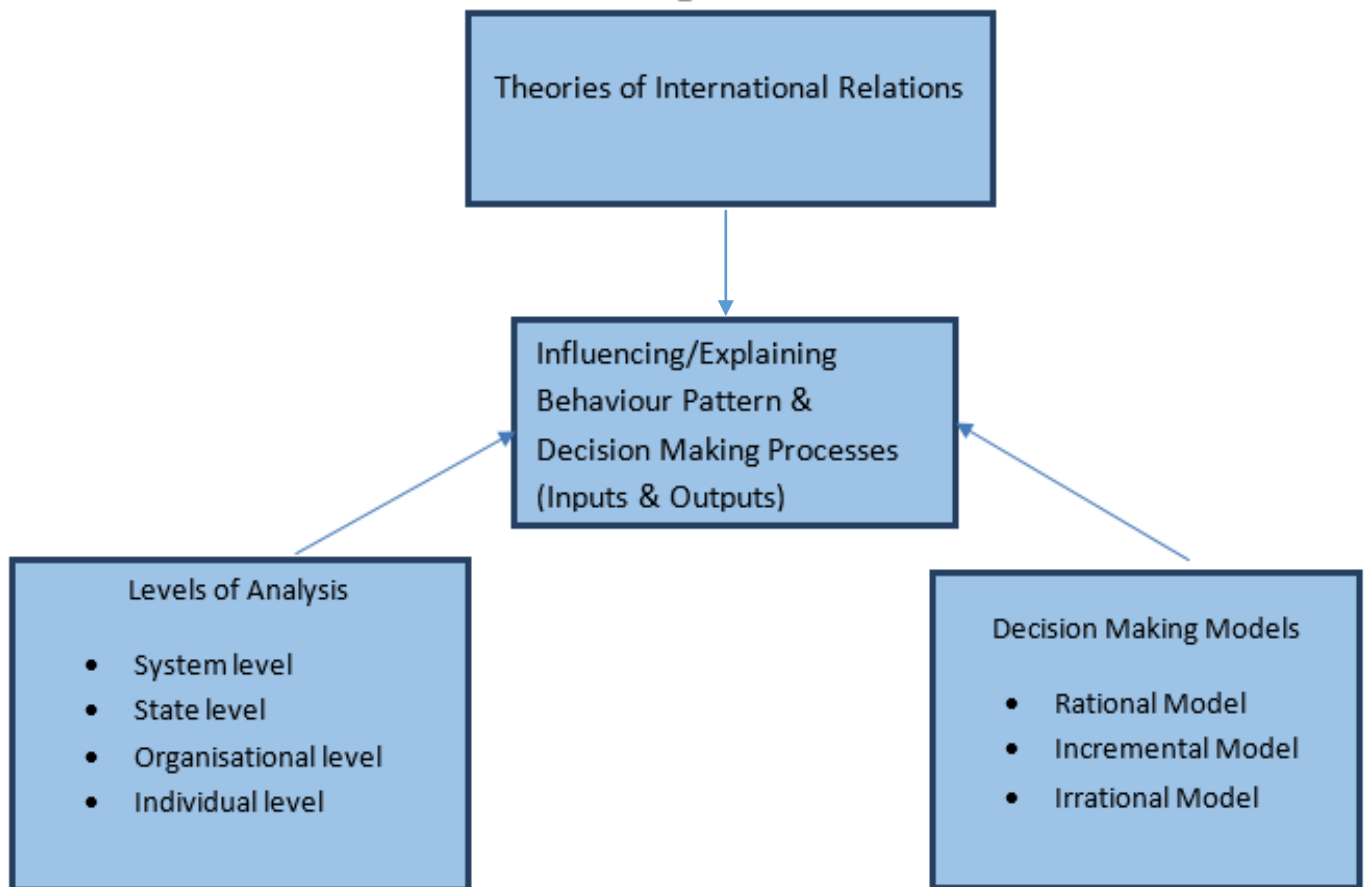 Theories of International Relations
Influencing/Explaining
Behaviour Pattern &
Decision Making Processes
(Inputs & Outputs)
Levels of Analysis
• System level
• State level
• Organisational level
• Individual level
Decision Making Models
• Rational Model
• Incremental Model
• Irrational Model